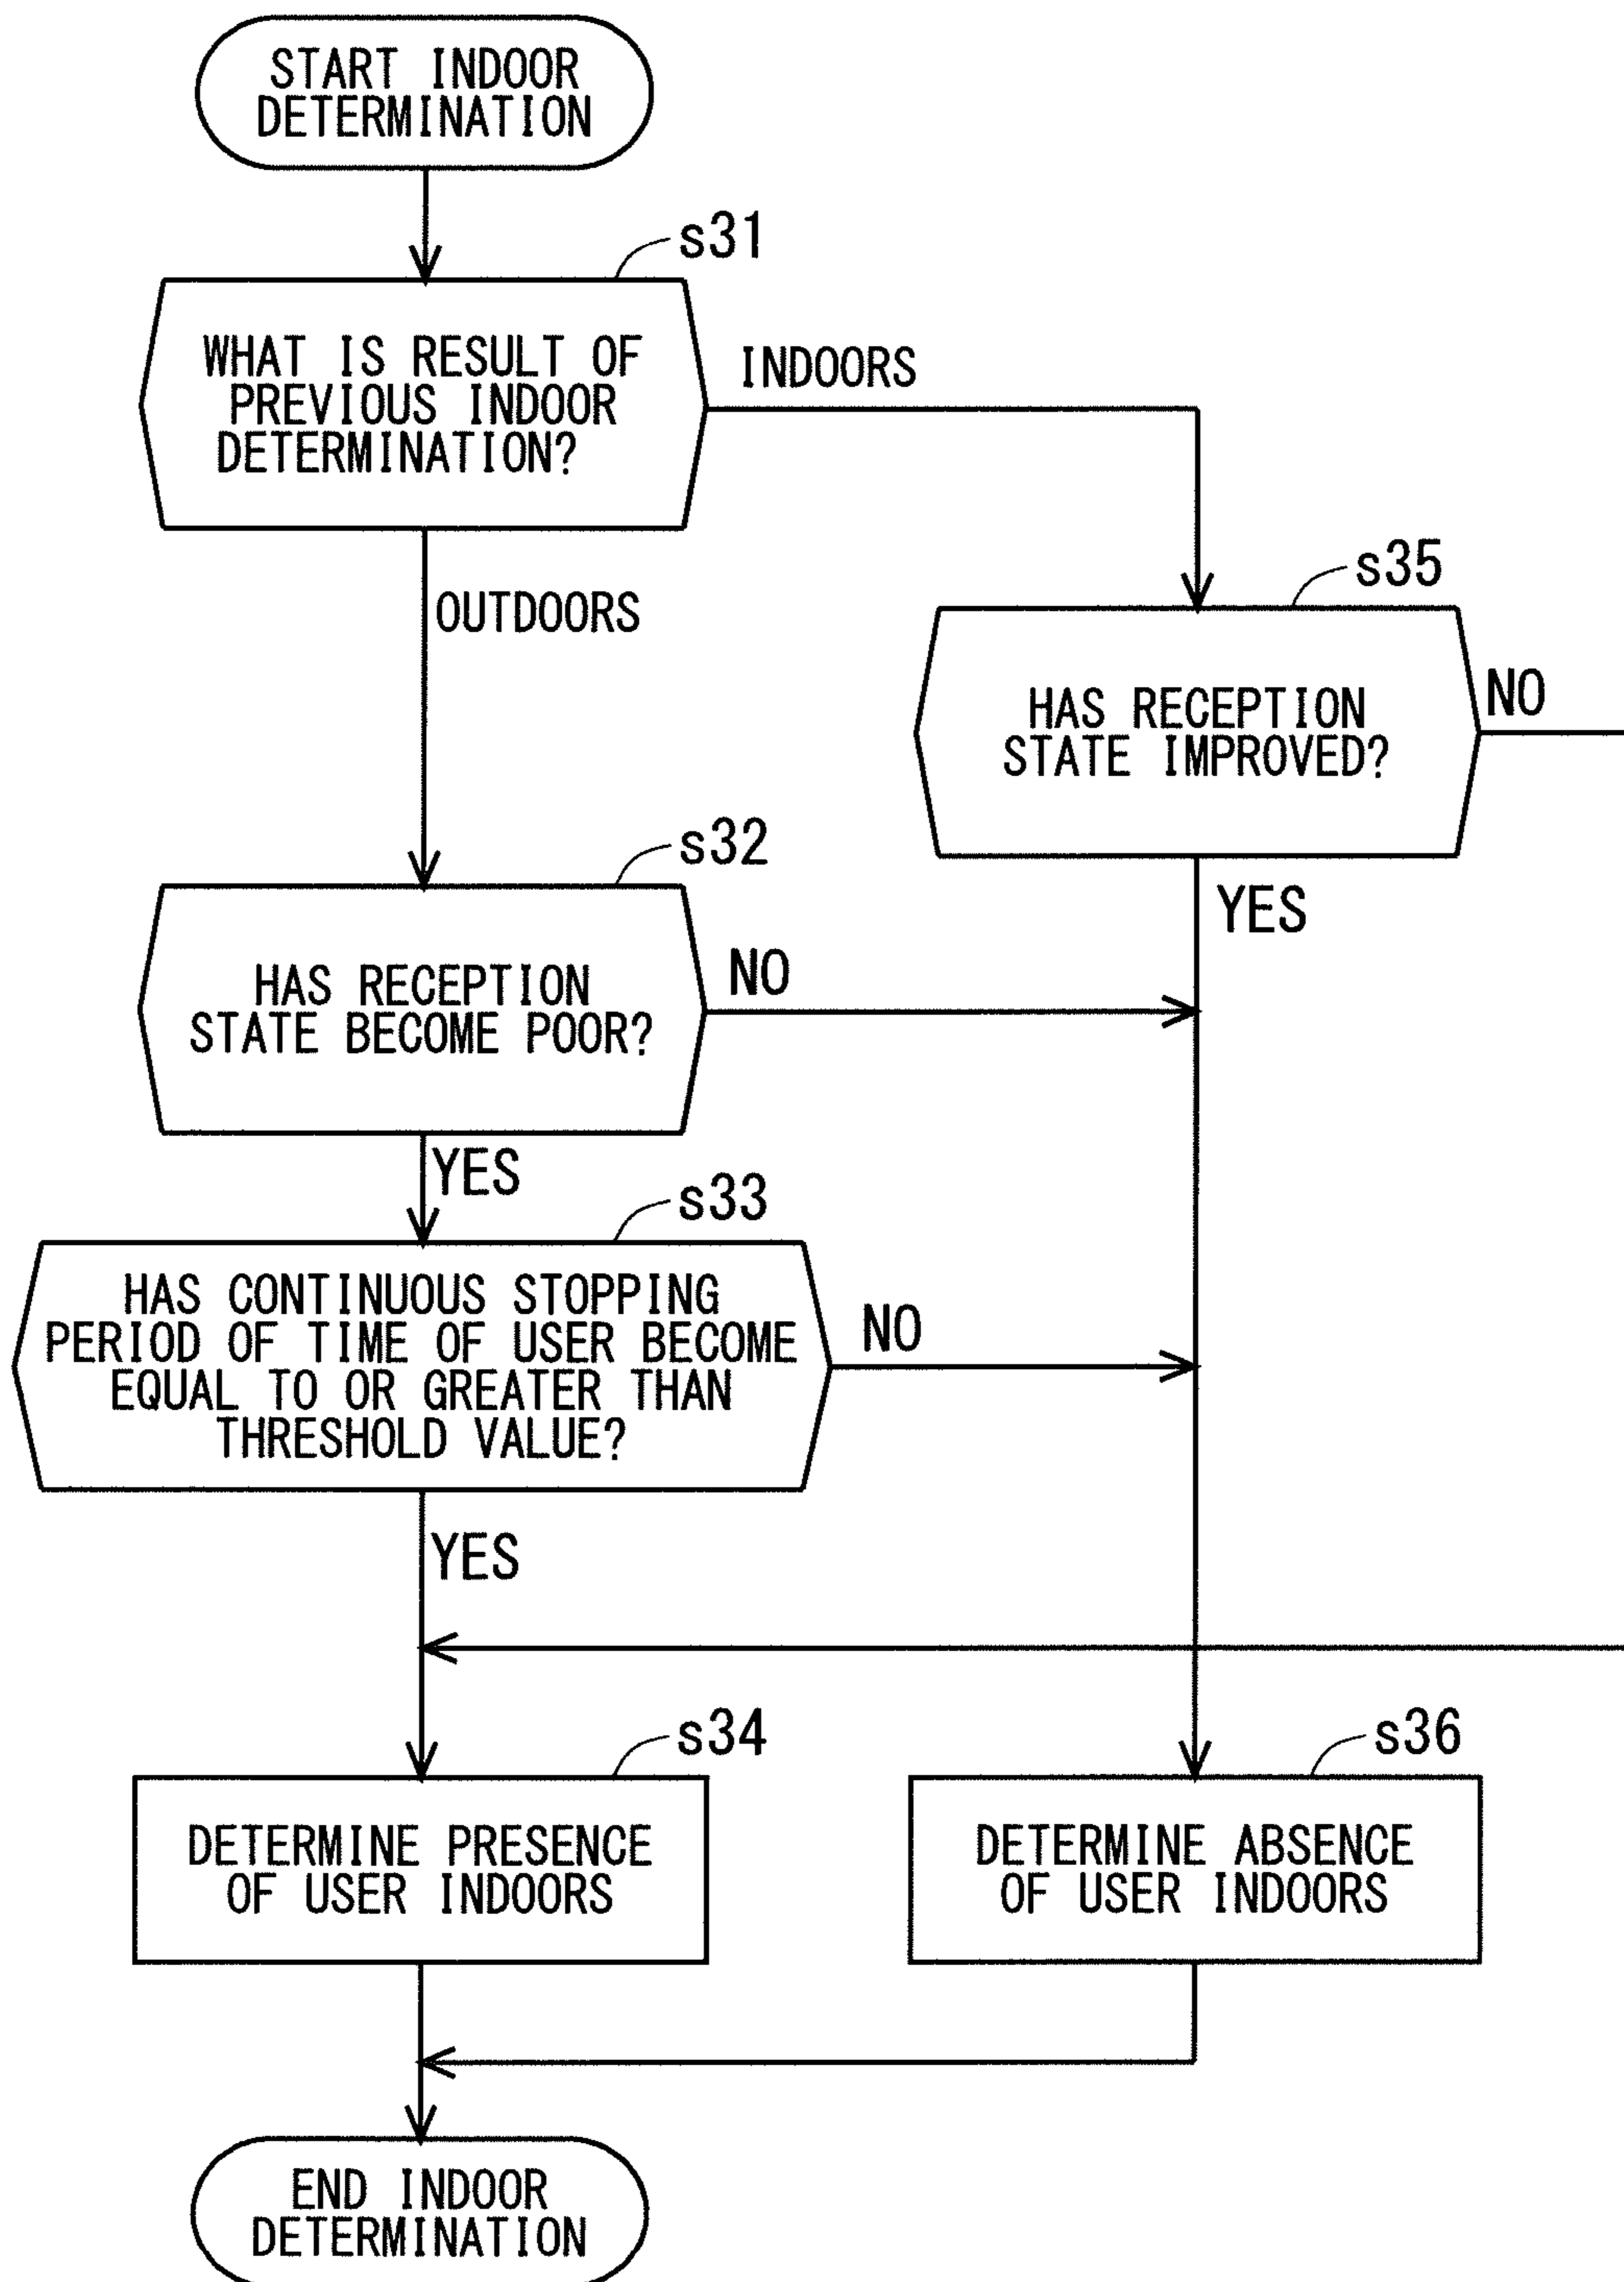 START INDOOR
DETERMINATION
s31
WHAT IS RESULT OF
PREVIOUS INDOOR
DETERMINATION?
INDOORS
OUTDOORS
s35
HAS RECEPTION
STATE IMPROVED?
NO
YES
s32
HAS RECEPTION
STATE BECOME POOR?
NO
YES
s33
HAS CONTINUOUS STOPPING
PERIOD OF TIME OF USER BECOME
EQUAL TO OR GREATER THAN
THRESHOLD VALUE?
NO
YES
s34
DETERMINE PRESENCE
OF USER INDOORS
s36
DETERMINE ABSENCE
OF USER INDOORS
END INDOOR
DETERMINATION